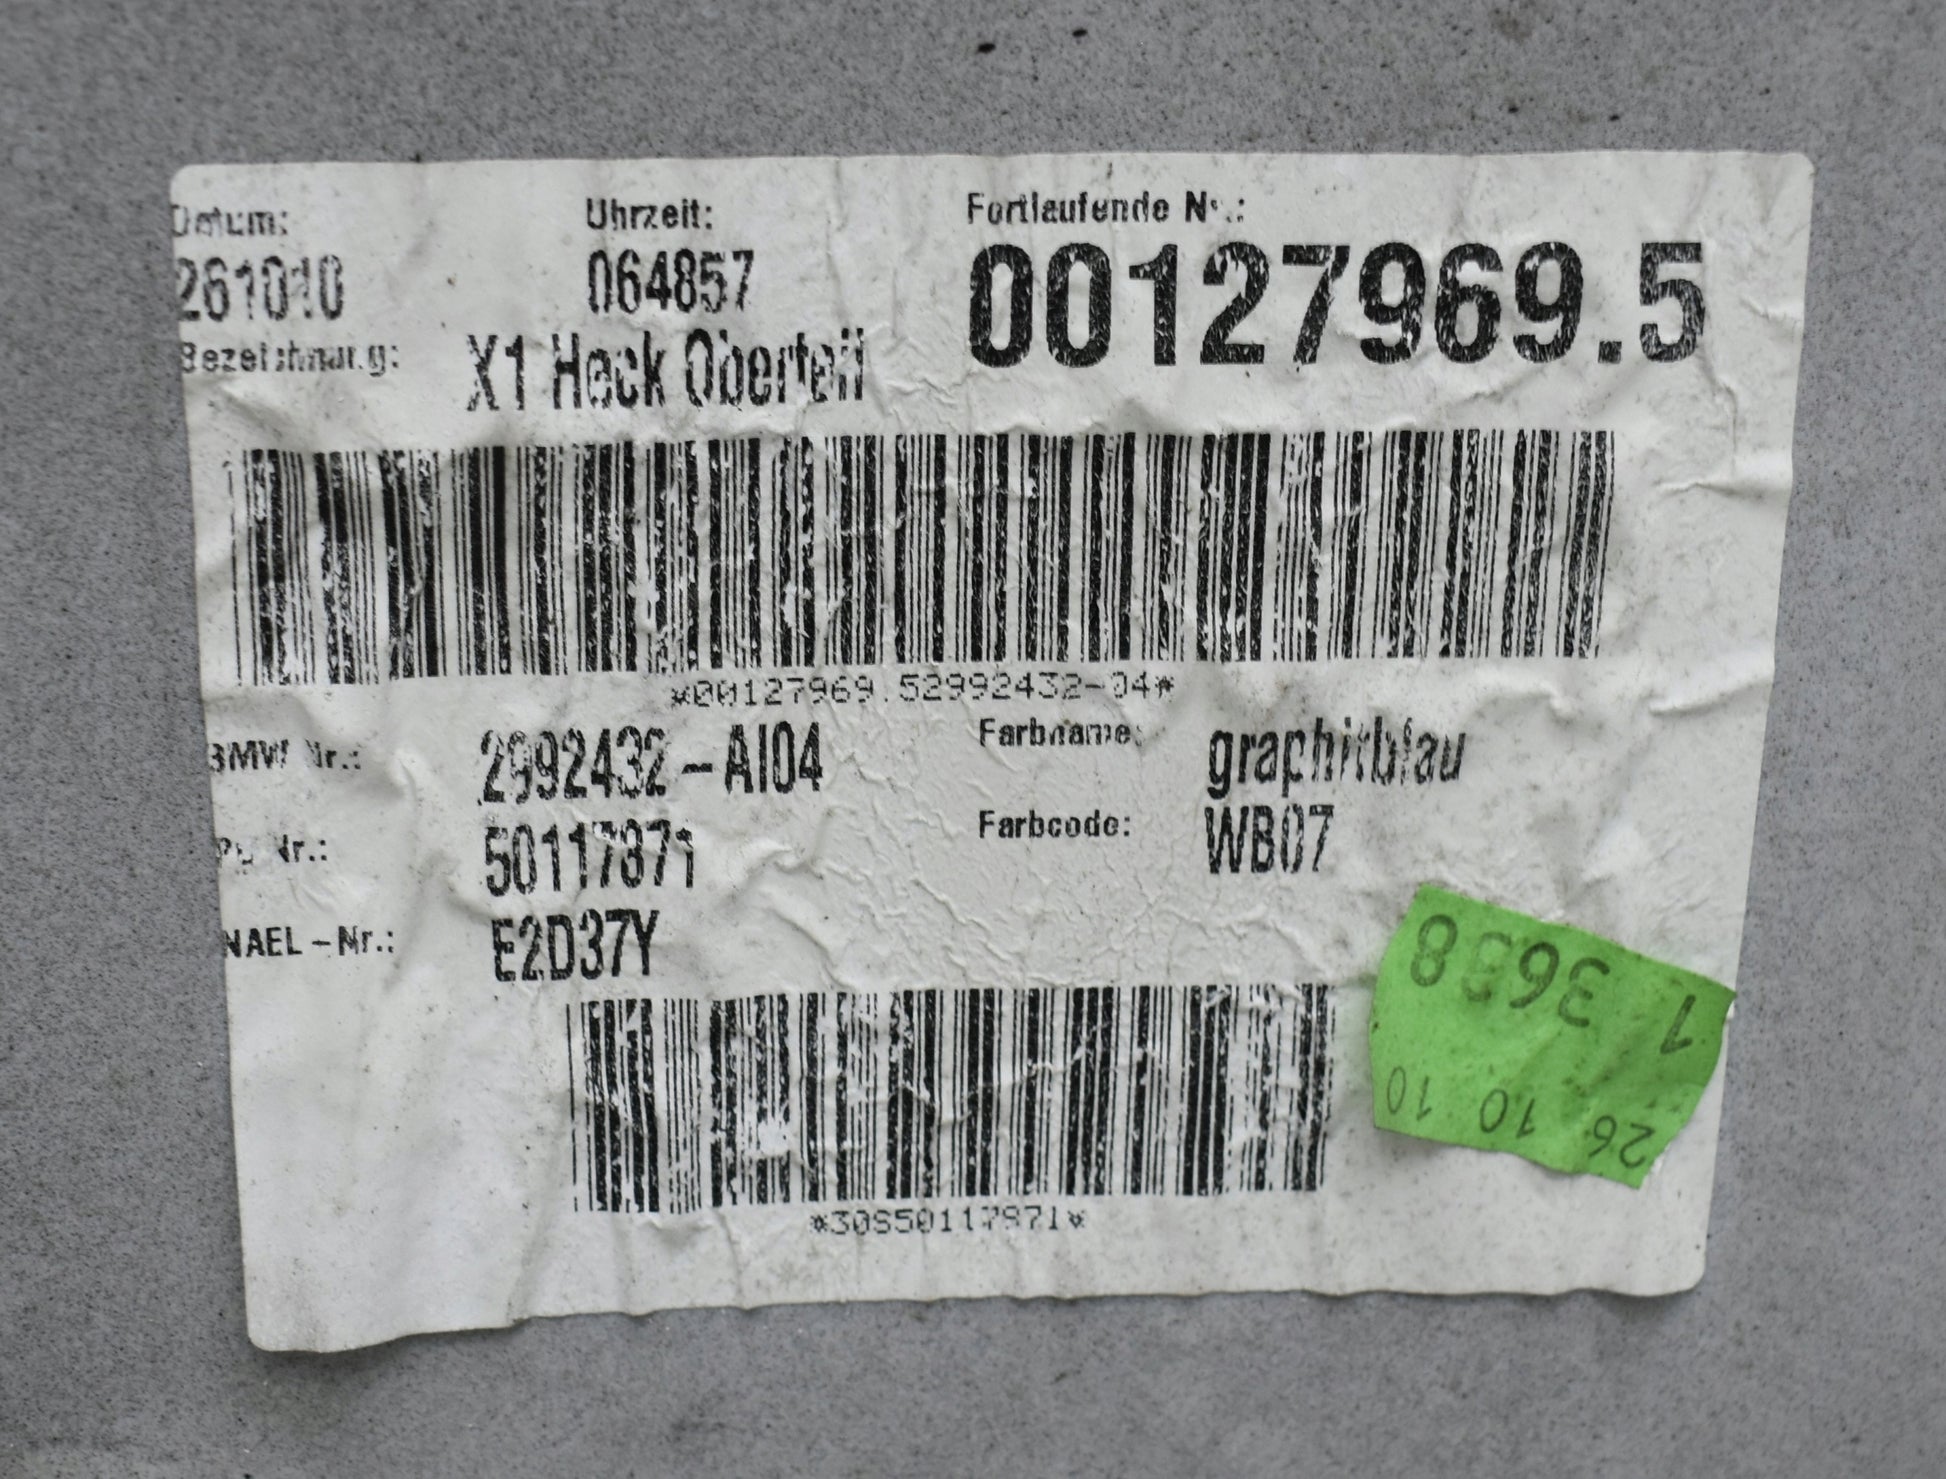 Datum: Uhrzeit: Fortlaufende Nr.:
261010 064857 00127969.5
Bezeichnung: X1 Heck Oberteil
*00127969.52992432-04*
BMW Nr.: 2992432-AI04 Farbname: graphitblau
Nr.: 50117871 Farbcode: WB07
NAEL-Nr.: E2D37Y
*30S50117871*
1
26 10 10